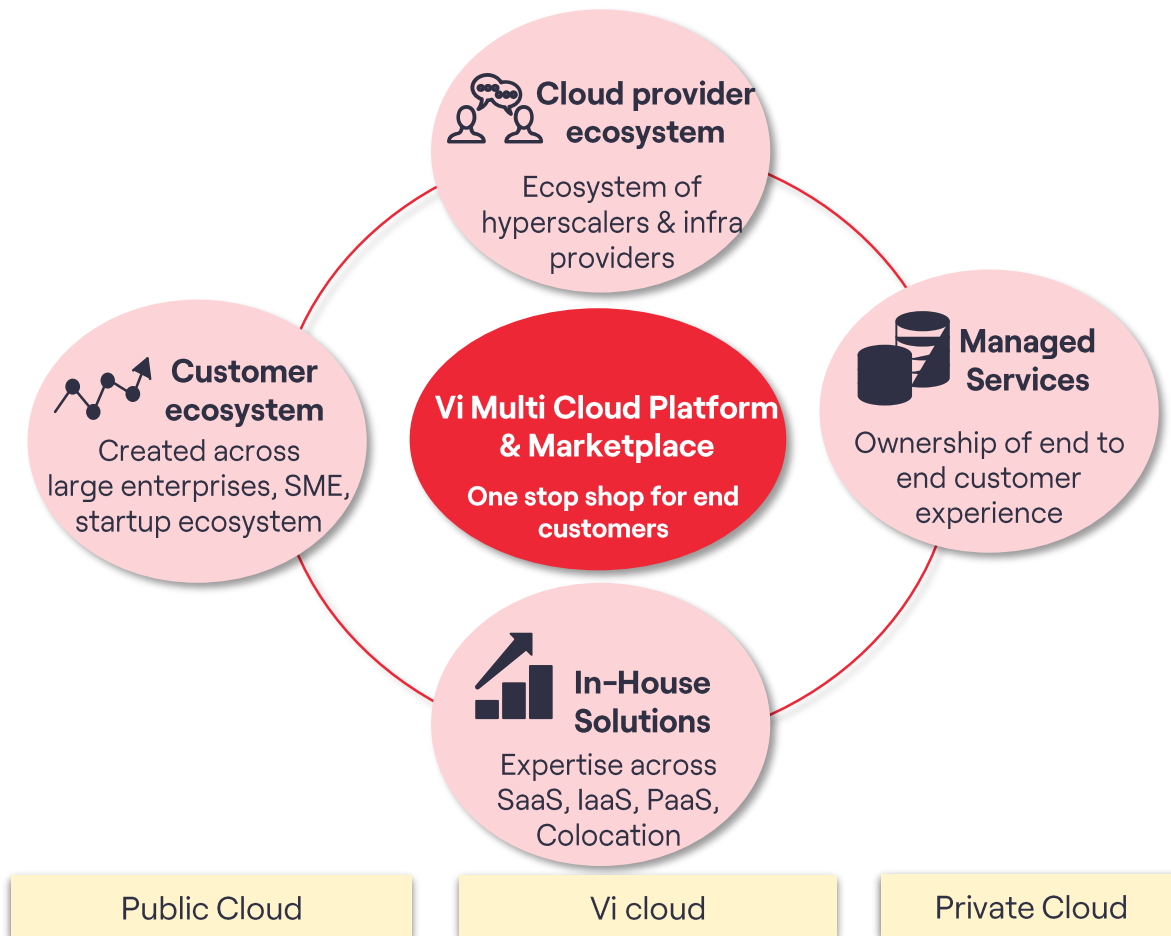 Cloud provider
ecosystem
Ecosystem of
hyperscalers & infra
providers
Customer
ecosystem
Created across
large enterprises, SME,
startup ecosystem
Vi Multi Cloud Platform
& Marketplace
One stop shop for end
customers
Managed
Services
Ownership of end to
end customer
experience
In-House
Solutions
Expertise across
SaaS, IaaS, PaaS,
Colocation
Public Cloud
Vi cloud
Private Cloud